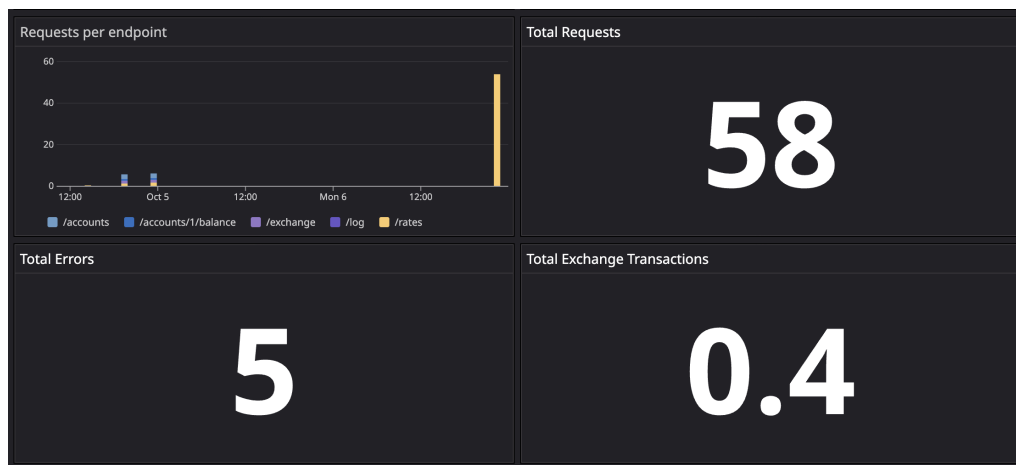 Requests per endpoint
60
40
20
0
12:00 Oct 5 12:00 Mon 6 12:00
/accounts /accounts/1/balance /exchange /log /rates
Total Requests
58
Total Errors
5
Total Exchange Transactions
0.4